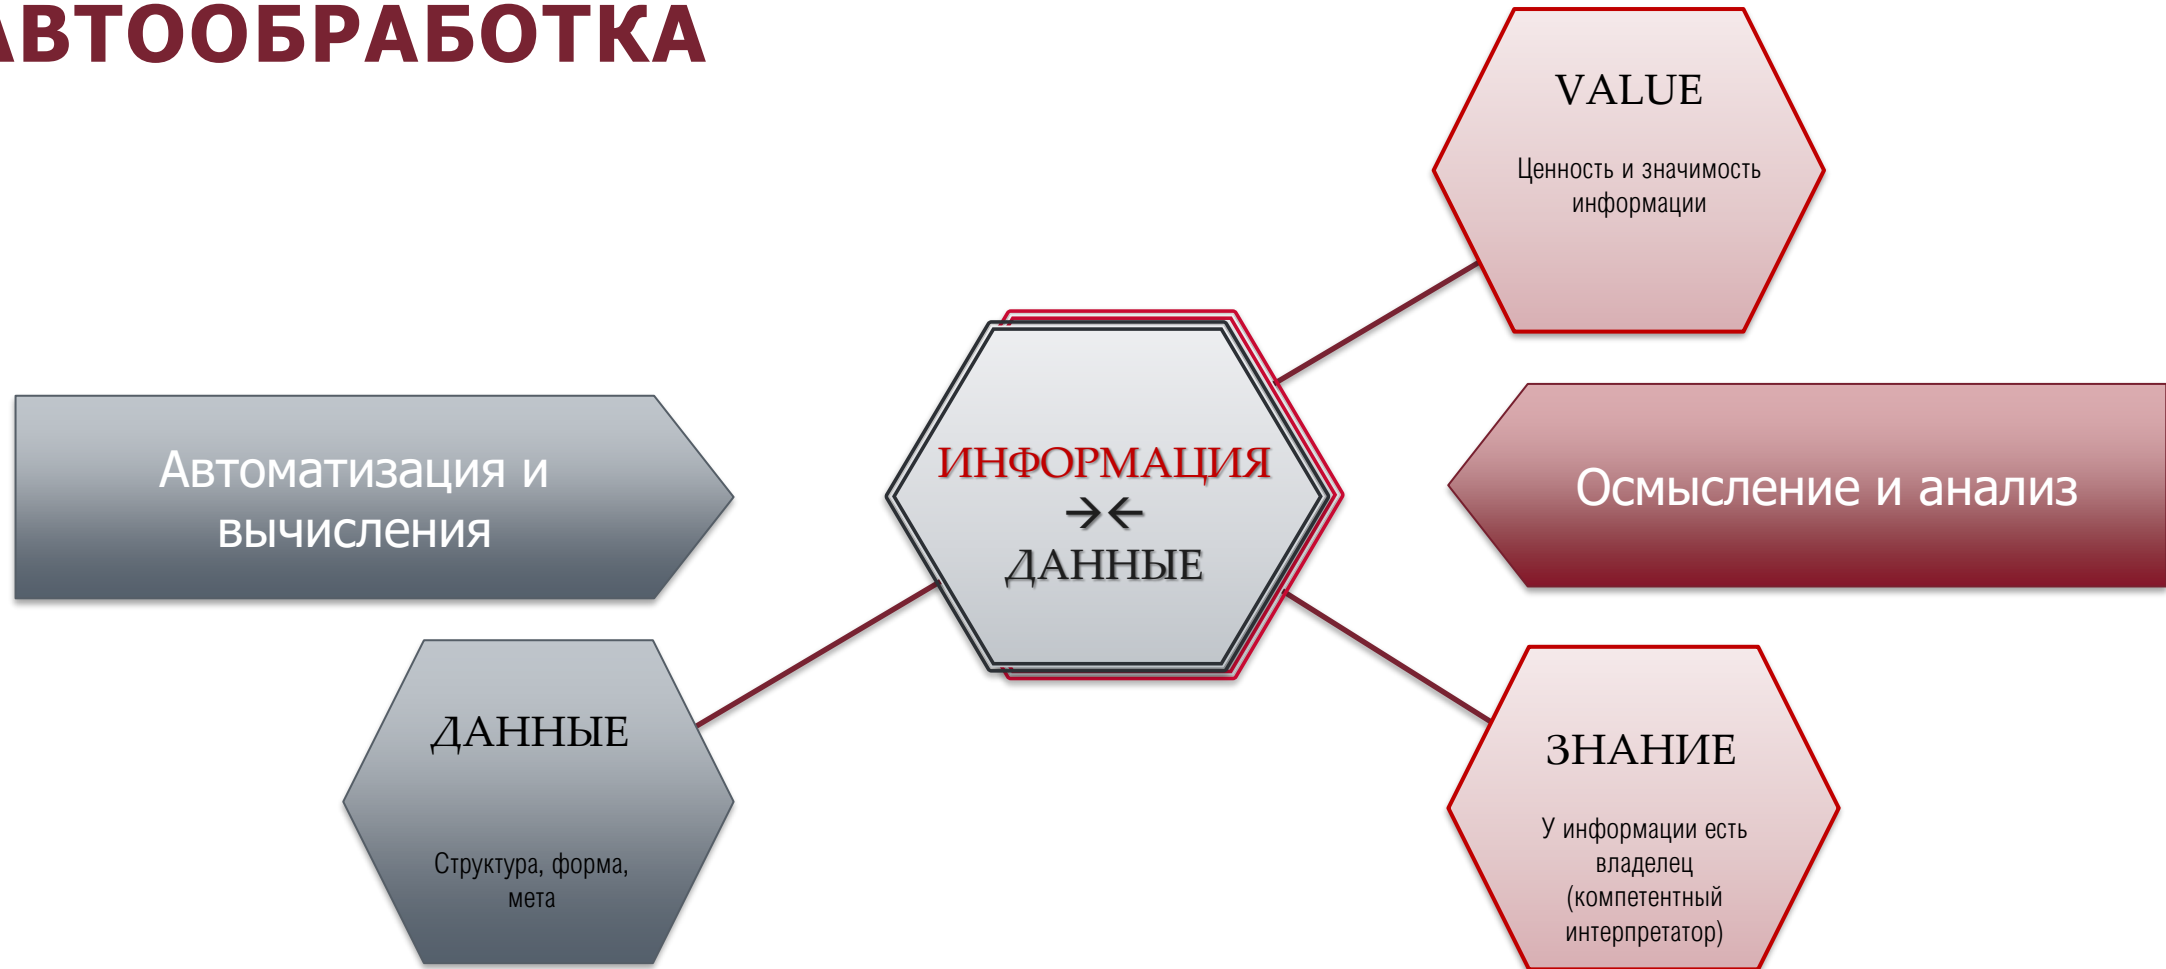 АВТООБРАБОТКА
VALUE
Ценность и значимость
информации
Автоматизация и
вычисления
ИНФОРМАЦИЯ
→←
ДАННЫЕ
Осмысление и анализ
ДАННЫЕ
Структура, форма,
мета
ЗНАНИЕ
У информации есть
владелец
(компетентный
интерпретатор)